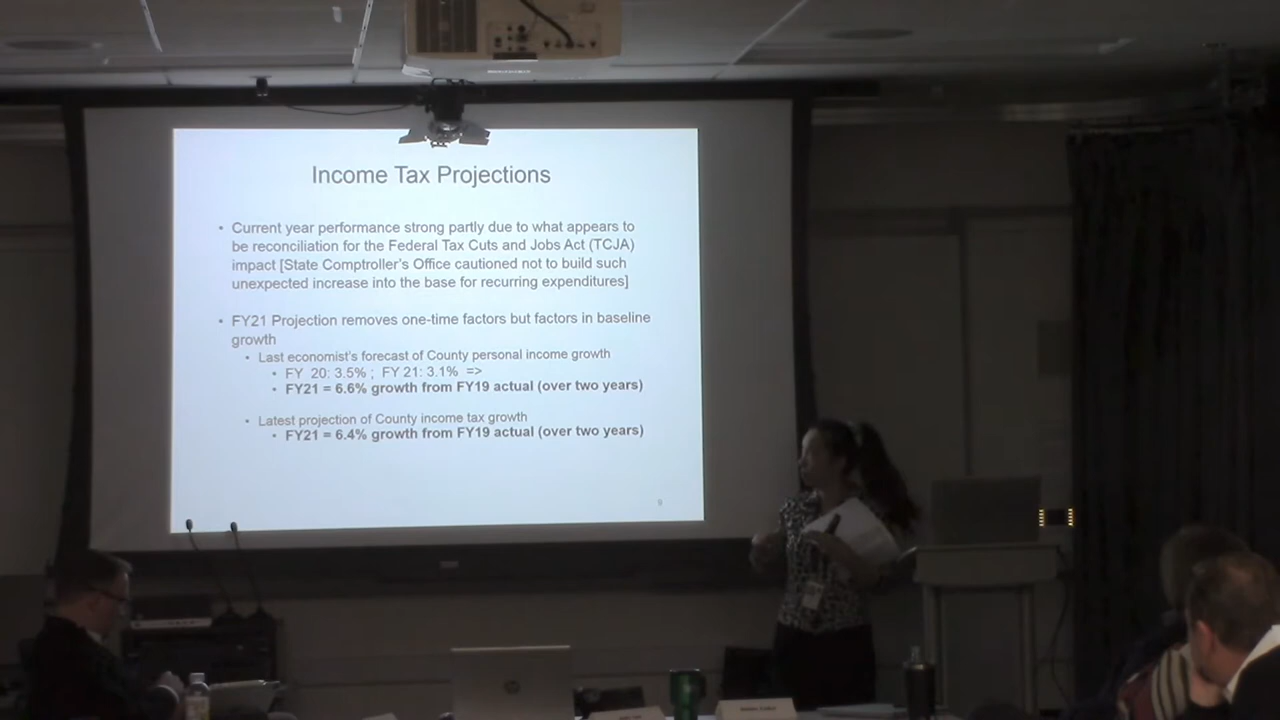 Income Tax Projections
• Current year performance strong partly due to what appears to
be reconciliation for the Federal Tax Cuts and Jobs Act (TCJA)
impact [State Comptroller's Office cautioned not to build such
unexpected increase into the base for recurring expenditures]
• FY21 Projection removes one-time factors but factors in baseline
growth
• Last economist's forecast of County personal income growth
• FY 20: 3.5% ; FY 21: 3.1% =>
• FY21 = 6.6% growth from FY19 actual (over two years)
• Latest projection of County income tax growth
• FY21 = 6.4% growth from FY19 actual (over two years)
9
hp